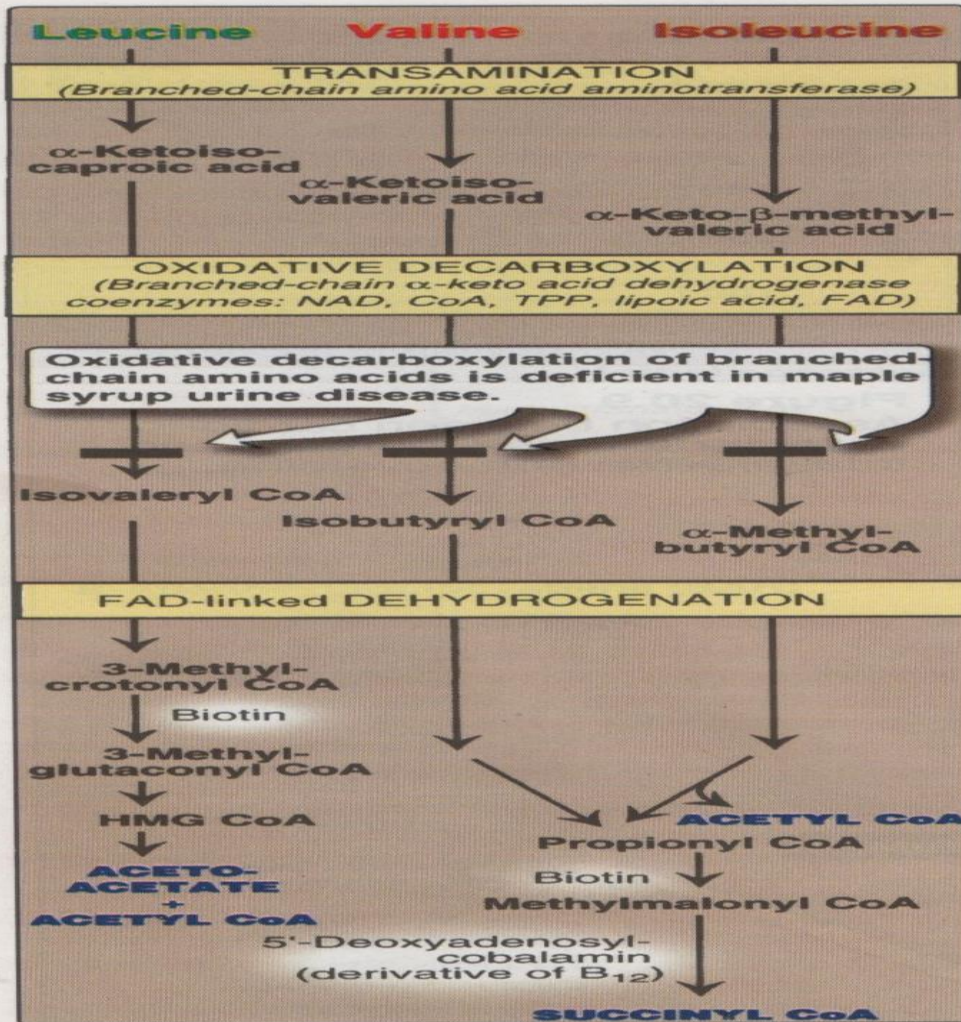 Leucine Valine Isoleucine
TRANSAMINATION
(Branched-chain amino acid aminotransferase)
α-Ketoiso-
caproic acid
α-Ketoiso-
valeric acid
α-Keto-β-methyl-
valeric acid
OXIDATIVE DECARBOXYLATION
(Branched-chain α-keto acid dehydrogenase
coenzymes: NAD, CoA, TPP, lipoic acid, FAD)
Oxidative decarboxylation of branched-
chain amino acids is deficient in maple
syrup urine disease.
Isovaleryl CoA
Isobutyryl CoA
α-Methyl-
butyryl CoA
FAD-linked DEHYDROGENATION
3-Methyl-
crotonyl CoA
Biotin
3-Methyl-
glutaconyl CoA
HMG CoA
ACETO-
ACETATE
+
ACETYL CoA
ACETYL CoA
Propionyl CoA
Biotin
Methylmalonyl CoA
5'-Deoxyadenosyl-
cobalamin
(derivative of B₁₂)
SUCCINYL CoA